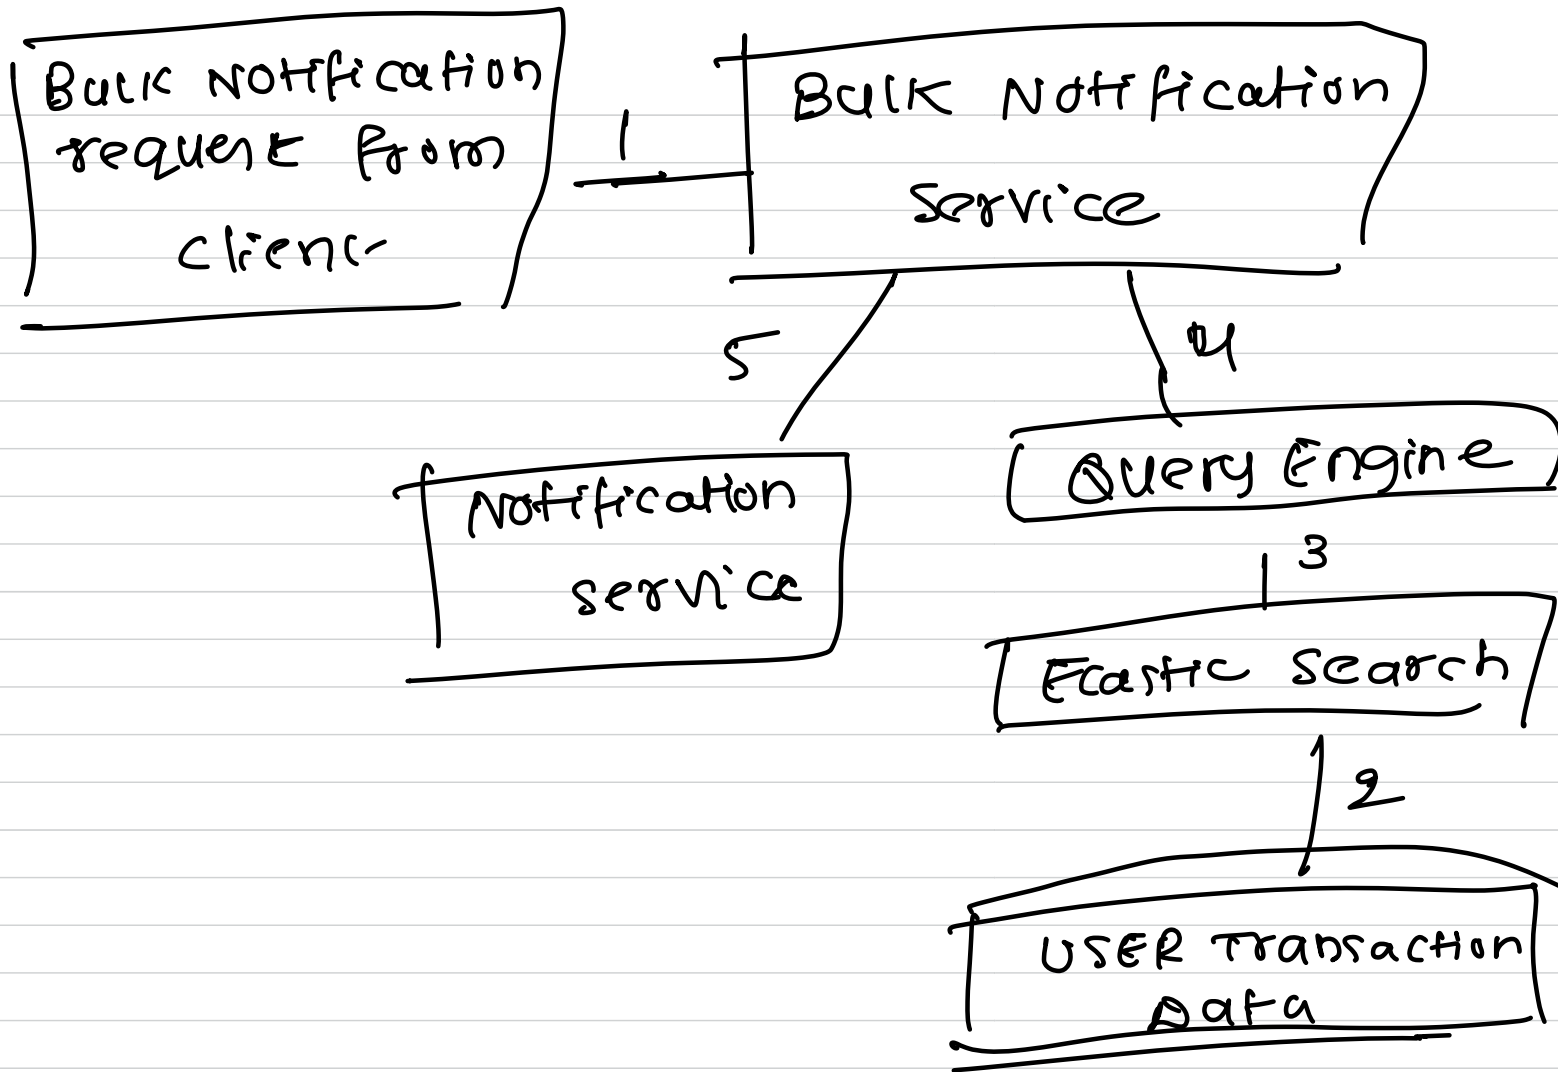 Bulk Notification
request from
client
1
Bulk Notification
Service
5
4
Notification
service
Query Engine
3
Elastic Search
2
USER Transaction
Data